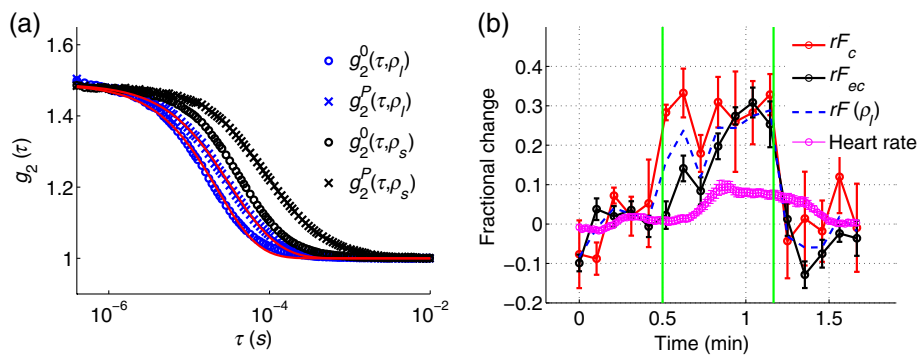 (a)
1.6
1.4
1.2
1
g₂(τ)
10⁻⁶
10⁻⁴
10⁻²
τ (s)
g₂⁰(τ,ρₗ)
g₂ᴾ(τ,ρₗ)
g₂⁰(τ,ρₛ)
g₂ᴾ(τ,ρₛ)
(b)
0.4
0.3
0.2
0.1
0
−0.1
−0.2
Fractional change
0
0.5
1
1.5
Time (min)
rF_c
rF_ec
rF (ρₗ)
Heart rate